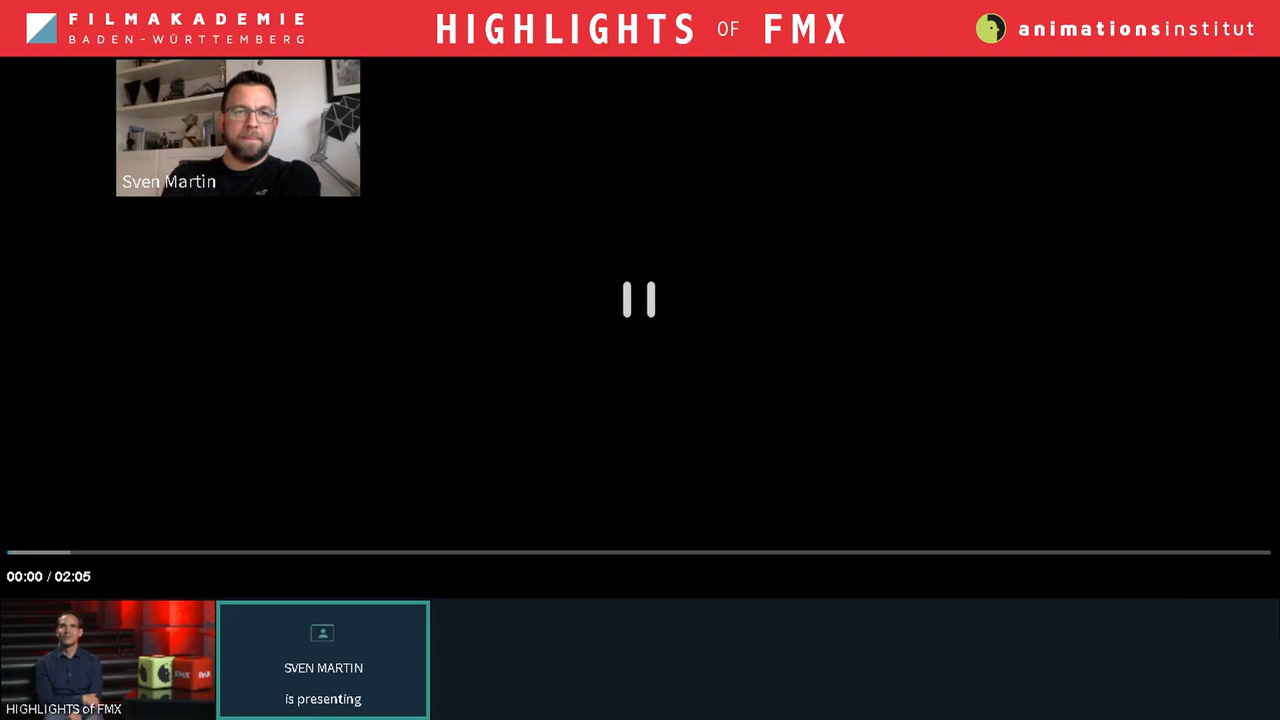 FILMAKADEMIE
BADEN-WÜRTTEMBERG
HIGHLIGHTS OF FMX
animationsinstitut
Sven Martin
00:00 / 02:05
HIGHLIGHTS of FMX
SVEN MARTIN
is presenting